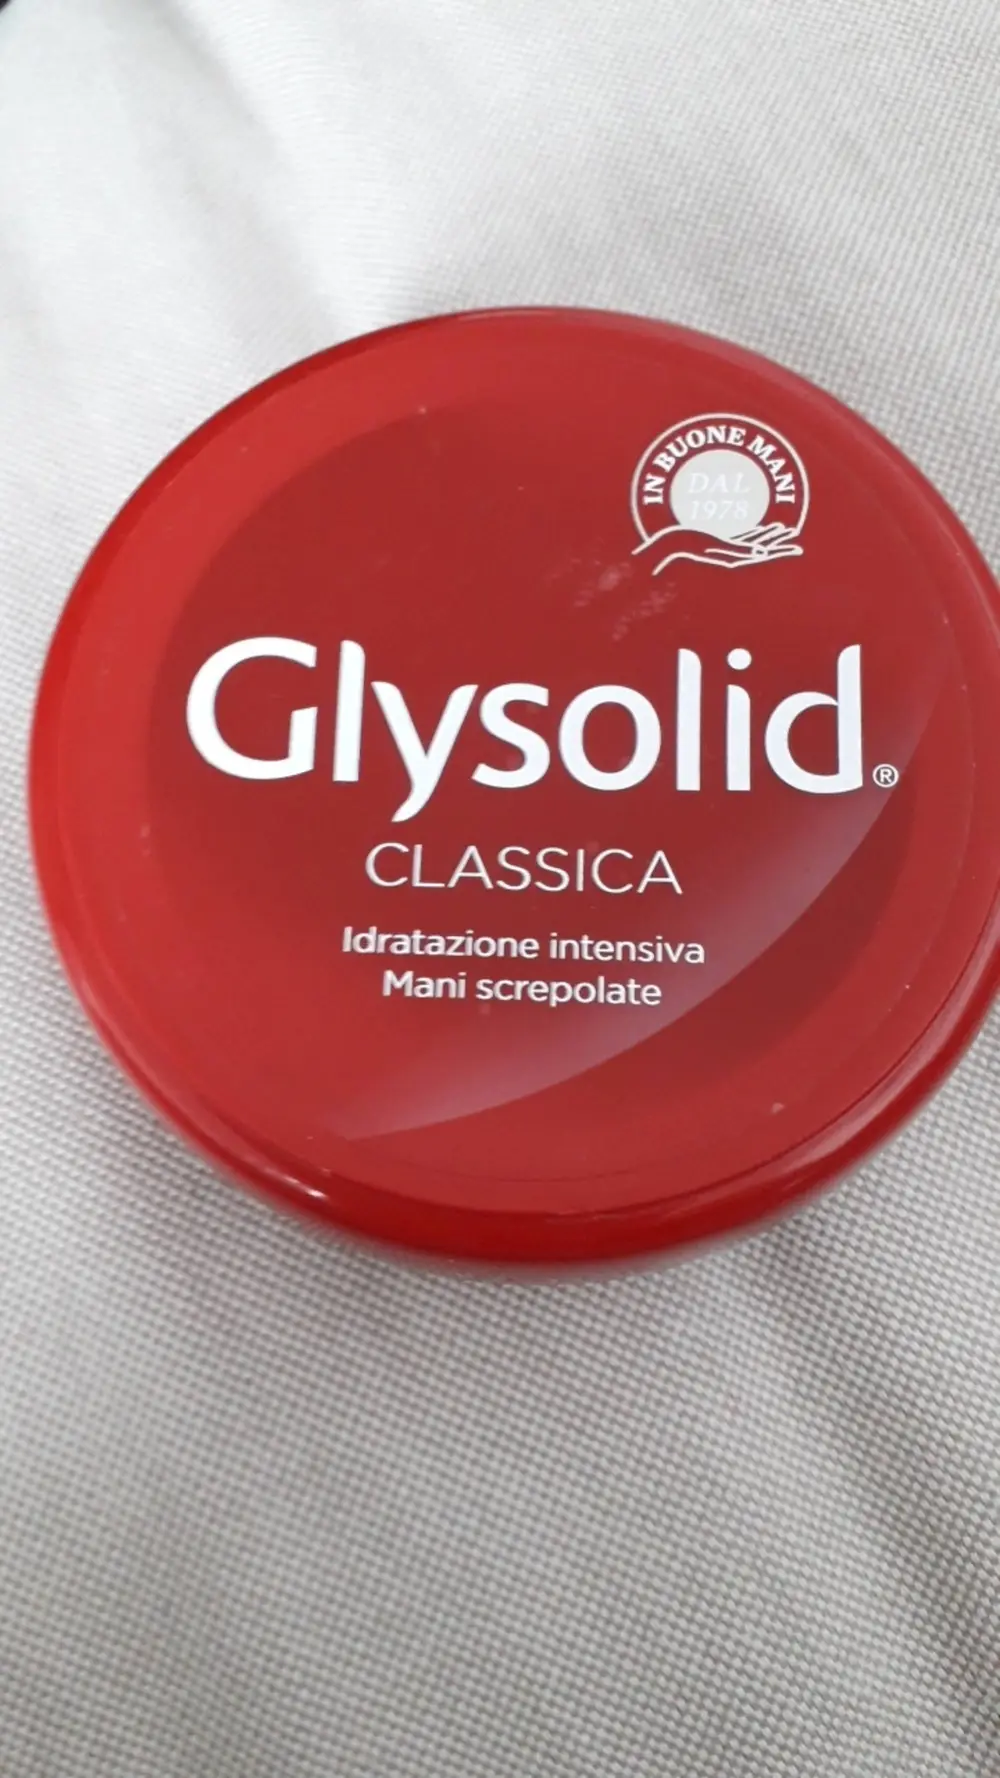 IN BUONE MANI
DAL
1978
Glysolid®
CLASSICA
Idratazione intensiva
Mani screpolate